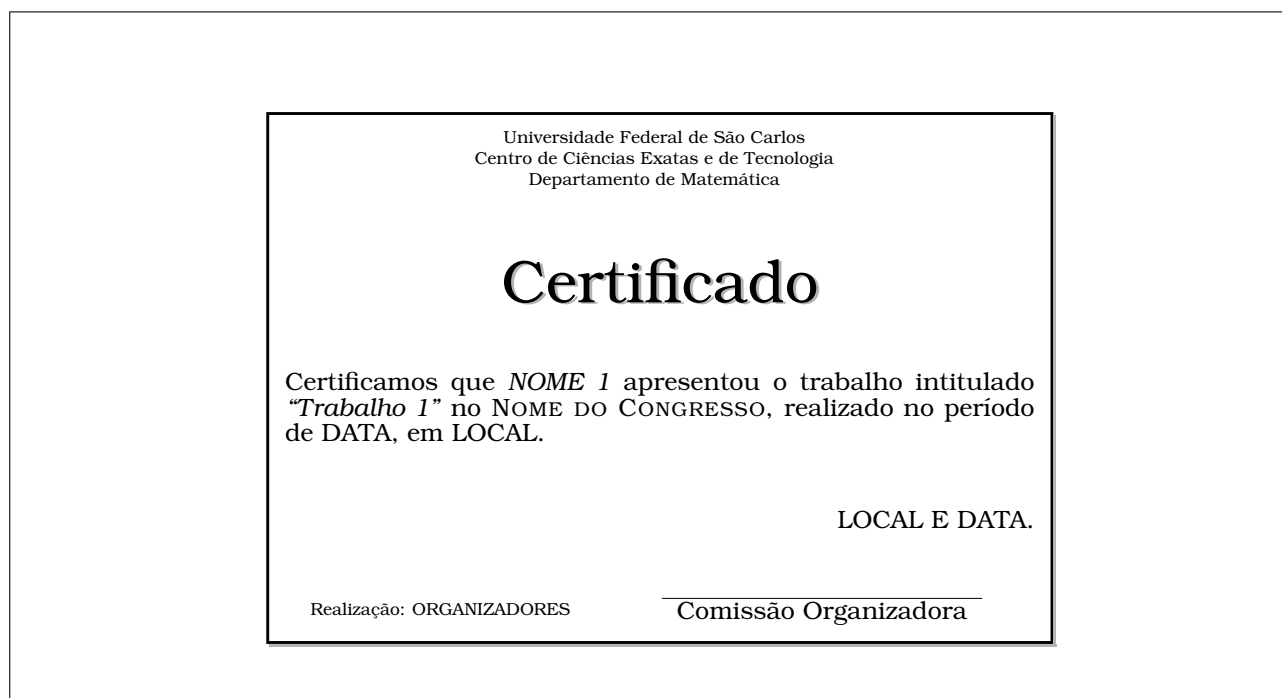 Universidade Federal de São Carlos
Centro de Ciências Exatas e de Tecnologia
Departamento de Matemática
Certificado
Certificamos que NOME 1 apresentou o trabalho intitulado
“Trabalho 1” no NOME DO CONGRESSO, realizado no período
de DATA, em LOCAL.
LOCAL E DATA.
Realização: ORGANIZADORES
Comissão Organizadora